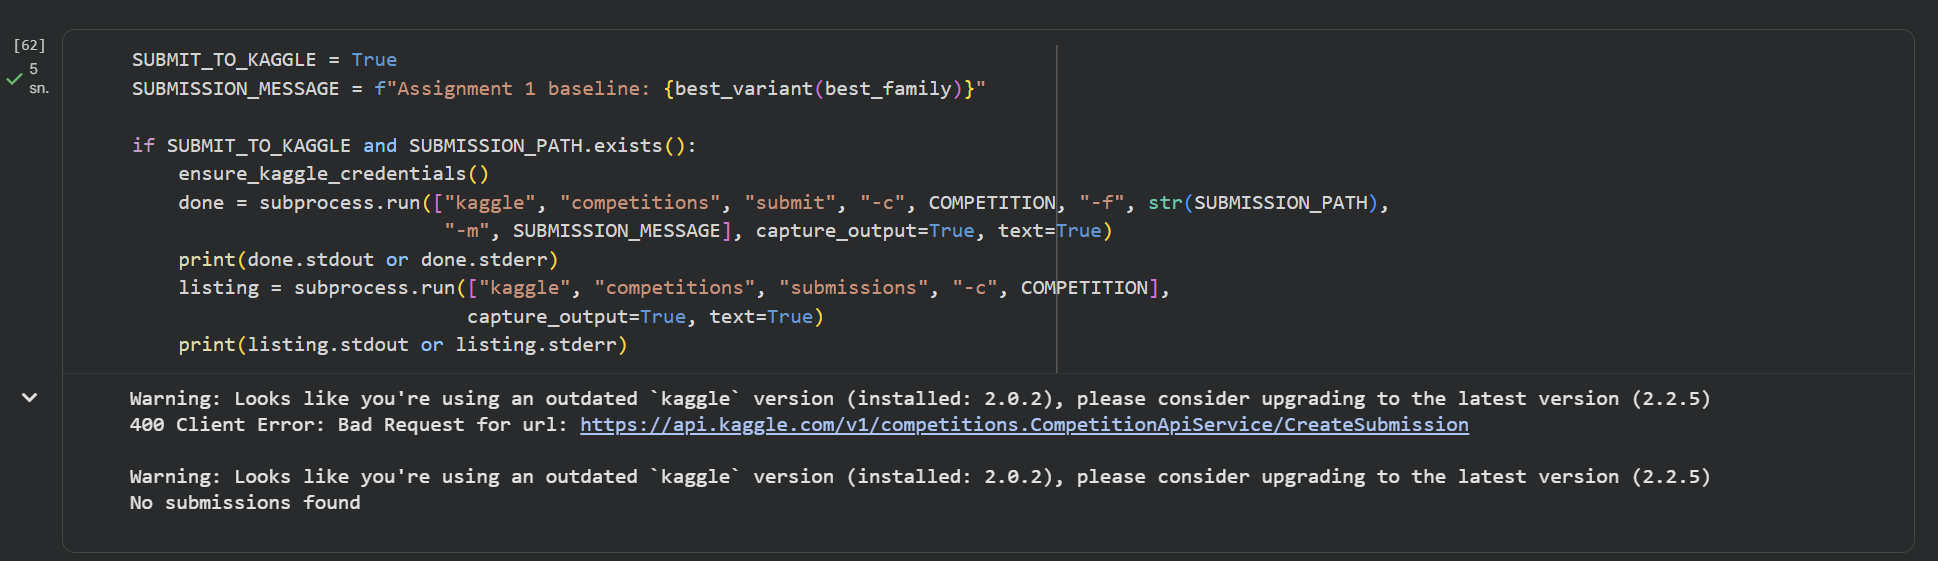 [62]
5
sn.
SUBMIT_TO_KAGGLE = True
SUBMISSION_MESSAGE = f"Assignment 1 baseline: {best_variant(best_family)}"
if SUBMIT_TO_KAGGLE and SUBMISSION_PATH.exists():
    ensure_kaggle_credentials()
    done = subprocess.run(["kaggle", "competitions", "submit", "-c", COMPETITION, "-f", str(SUBMISSION_PATH),
                           "-m", SUBMISSION_MESSAGE], capture_output=True, text=True)
    print(done.stdout or done.stderr)
    listing = subprocess.run(["kaggle", "competitions", "submissions", "-c", COMPETITION],
                             capture_output=True, text=True)
    print(listing.stdout or listing.stderr)
Warning: Looks like you're using an outdated `kaggle` version (installed: 2.0.2), please consider upgrading to the latest version (2.2.5)
400 Client Error: Bad Request for url: https://api.kaggle.com/v1/competitions.CompetitionApiService/CreateSubmission
Warning: Looks like you're using an outdated `kaggle` version (installed: 2.0.2), please consider upgrading to the latest version (2.2.5)
No submissions found